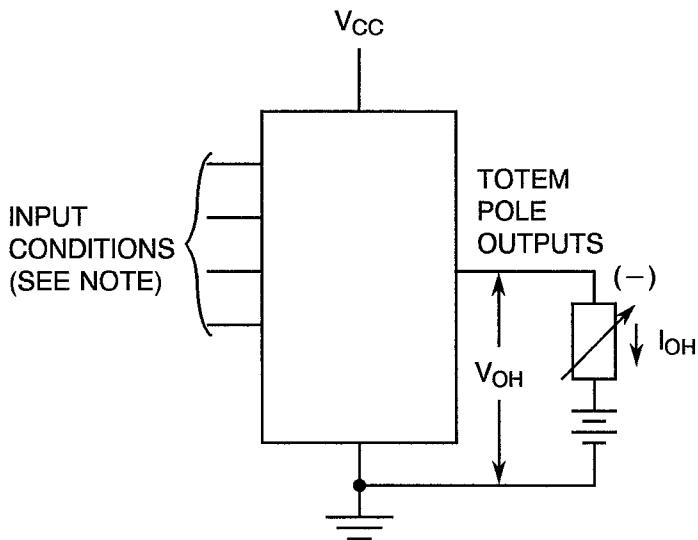 VCC
INPUT
CONDITIONS
(SEE NOTE)
TOTEM
POLE
OUTPUTS
(−)
IOH
VOH